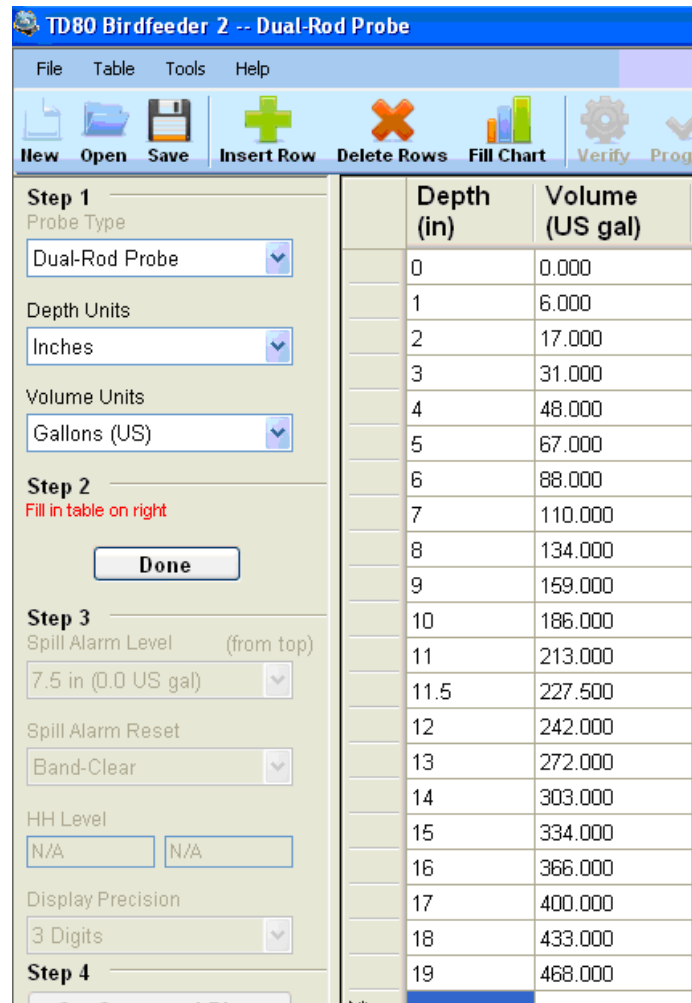 TD80 Birdfeeder 2 -- Dual-Rod Probe
File Table Tools Help
New Open Save Insert Row Delete Rows Fill Chart Verify
Step 1
Probe Type
Dual-Rod Probe
Depth Units
Inches
Volume Units
Gallons (US)
Step 2
Fill in table on right
Done
Step 3
Spill Alarm Level (from top)
7.5 in (0.0 US gal)
Spill Alarm Reset
Band-Clear
HH Level
N/A N/A
Display Precision
3 Digits
Step 4
Depth (in) Volume (US gal)
0 0.000
1 6.000
2 17.000
3 31.000
4 48.000
5 67.000
6 88.000
7 110.000
8 134.000
9 159.000
10 186.000
11 213.000
11.5 227.500
12 242.000
13 272.000
14 303.000
15 334.000
16 366.000
17 400.000
18 433.000
19 468.000